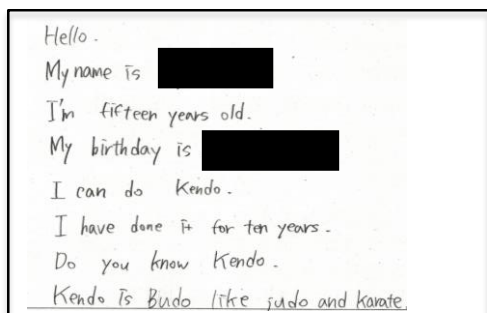 Hello.
My name is
I'm fifteen years old.
My birthday is
I can do Kendo.
I have done it for ten years.
Do you know Kendo.
Kendo is Budo like judo and karate